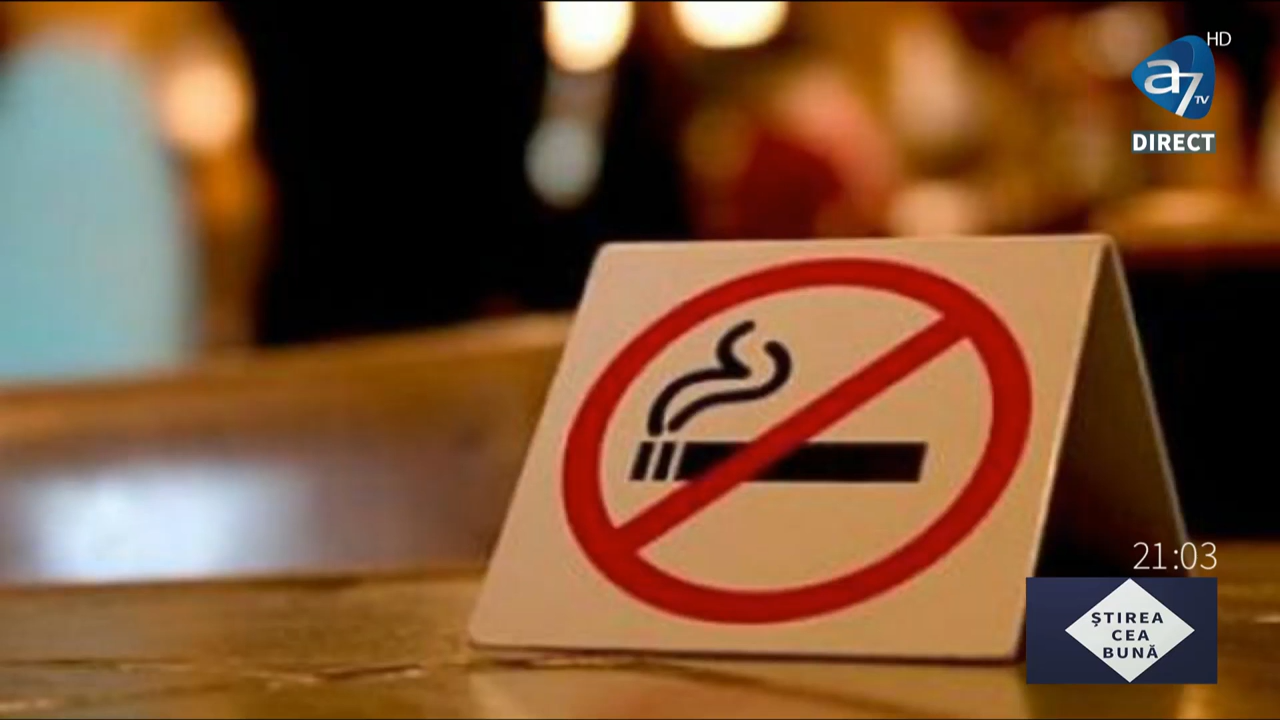 HD
a7
TV
DIRECT
21:03
ȘTIREA
CEA
BUNĂ